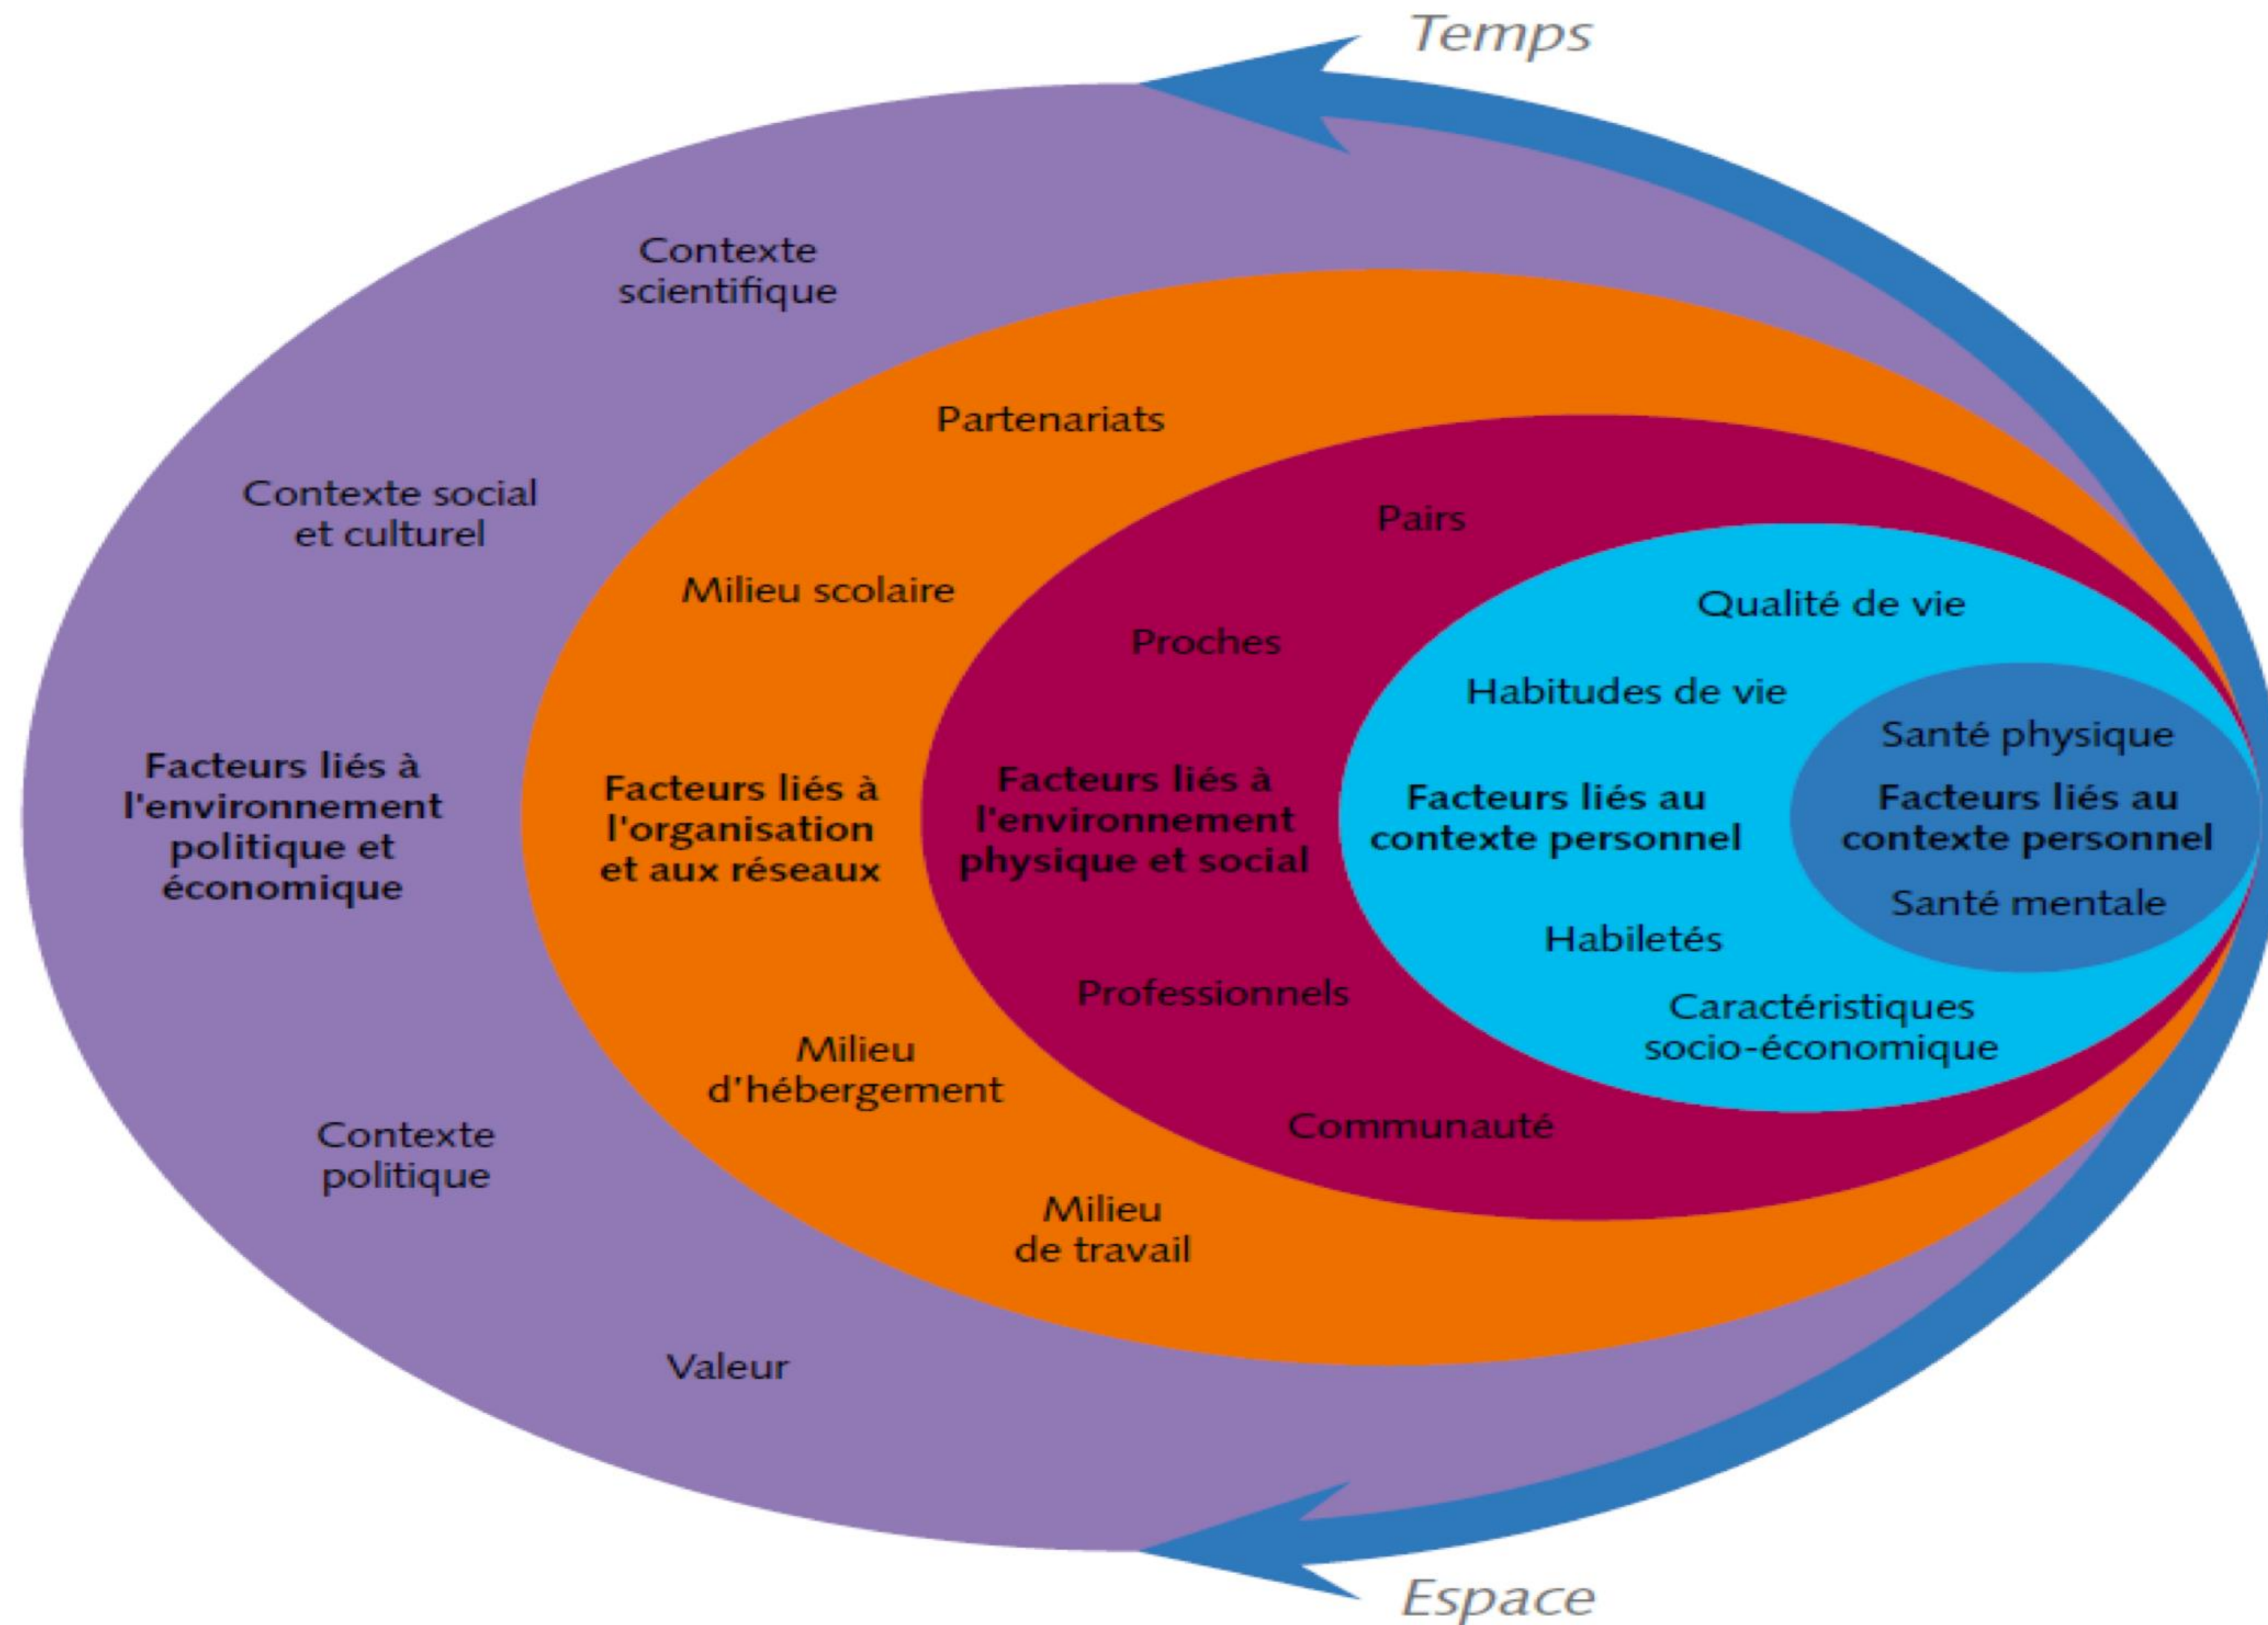 Temps
Contexte
scientifique
Contexte social
et culturel
Facteurs liés à
l'environnement
politique et
économique
Contexte
politique
Valeur
Partenariats
Milieu scolaire
Facteurs liés à
l'organisation
et aux réseaux
Milieu
d'hébergement
Milieu
de travail
Pairs
Proches
Facteurs liés à
l'environnement
physique et social
Professionnels
Communauté
Qualité de vie
Habitudes de vie
Facteurs liés au
contexte personnel
Habiletés
Caractéristiques
socio-économique
Santé physique
Facteurs liés au
contexte personnel
Santé mentale
Espace